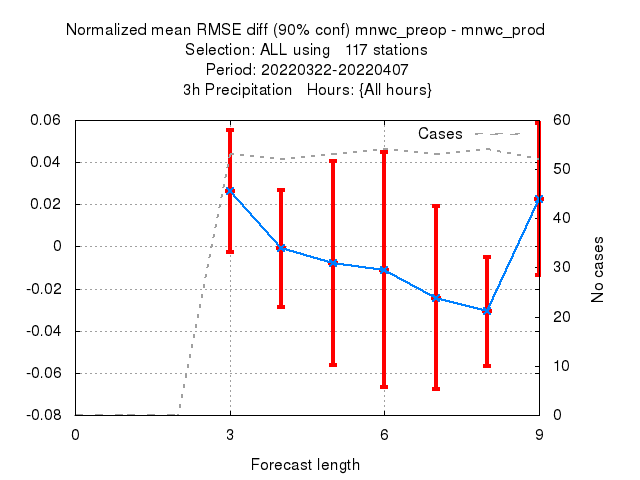 Normalized mean RMSE diff (90% conf) mnwc_preop - mnwc_prod
Selection: ALL using   117 stations
Period: 20220322-20220407
3h Precipitation   Hours: {All hours}
0.06
0.04
0.02
0
-0.02
-0.04
-0.06
-0.08
Cases
60
50
40
30
20
10
0
No cases
0 3 6 9
Forecast length